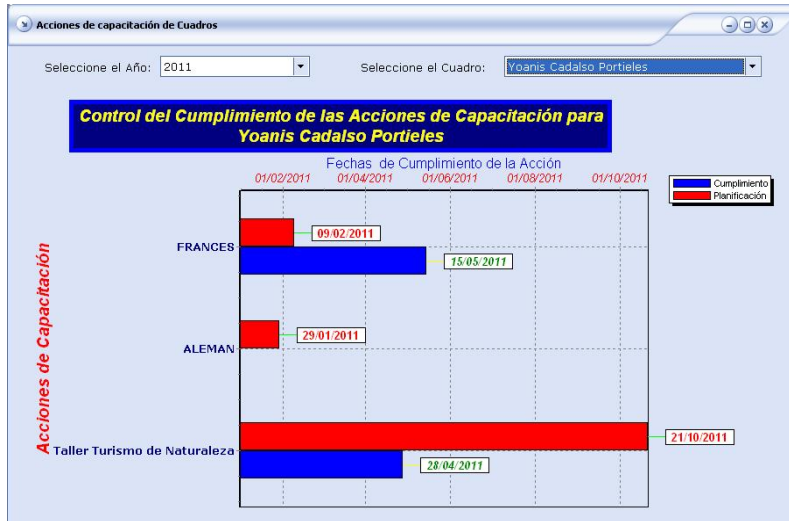 Acciones de capacitación de Cuadros
Seleccione el Año: 2011 Seleccione el Cuadro: Yoanis Cadalso Portieles
Control del Cumplimiento de las Acciones de Capacitación para
Yoanis Cadalso Portieles
Fechas de Cumplimiento de la Acción
01/02/2011 01/04/2011 01/06/2011 01/08/2011 01/10/2011
Cumplimiento
Planificación
Acciones de Capacitación
FRANCES
09/02/2011
15/05/2011
ALEMAN
29/01/2011
Taller Turismo de Naturaleza
21/10/2011
28/04/2011